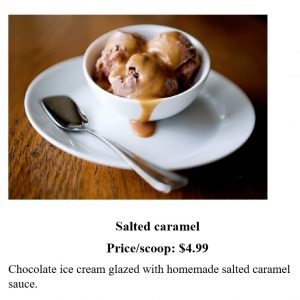 Salted caramel
Price/scoop: $4.99
Chocolate ice cream glazed with homemade salted caramel
sauce.